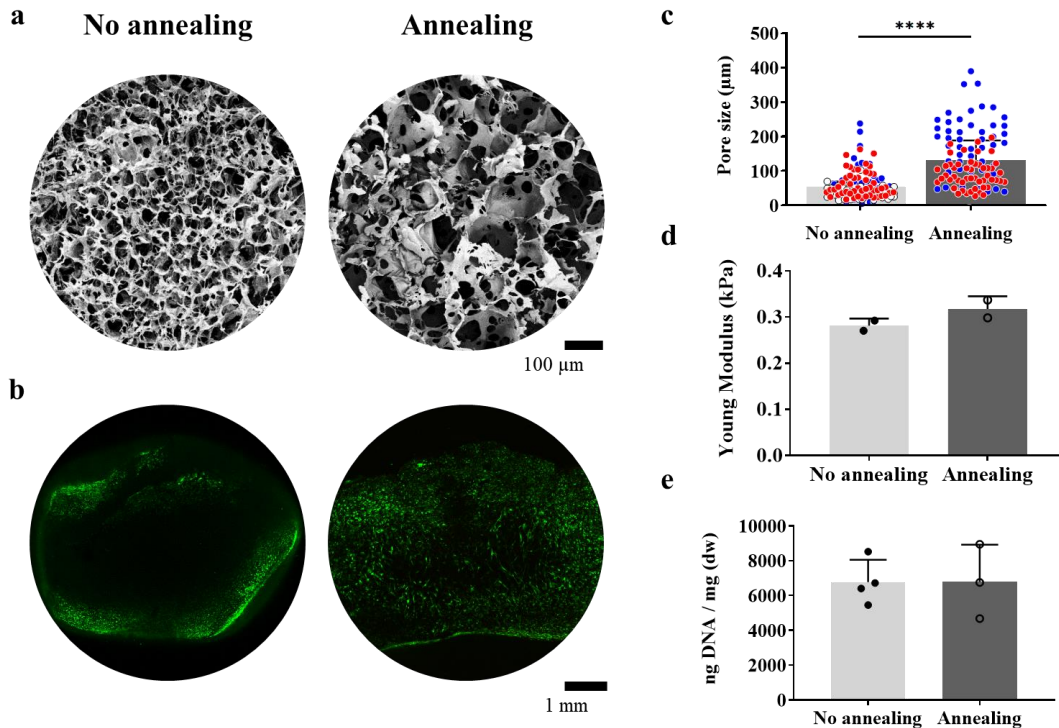 a
No annealing
Annealing
100 µm
b
1 mm
c
****
500
400
300
200
100
0
Pore size (µm)
No annealing
Annealing
d
0.4
0.3
0.2
0.1
0.0
Young Modulus (kPa)
No annealing
Annealing
e
10000
8000
6000
4000
2000
0
ng DNA / mg (dw)
No annealing
Annealing